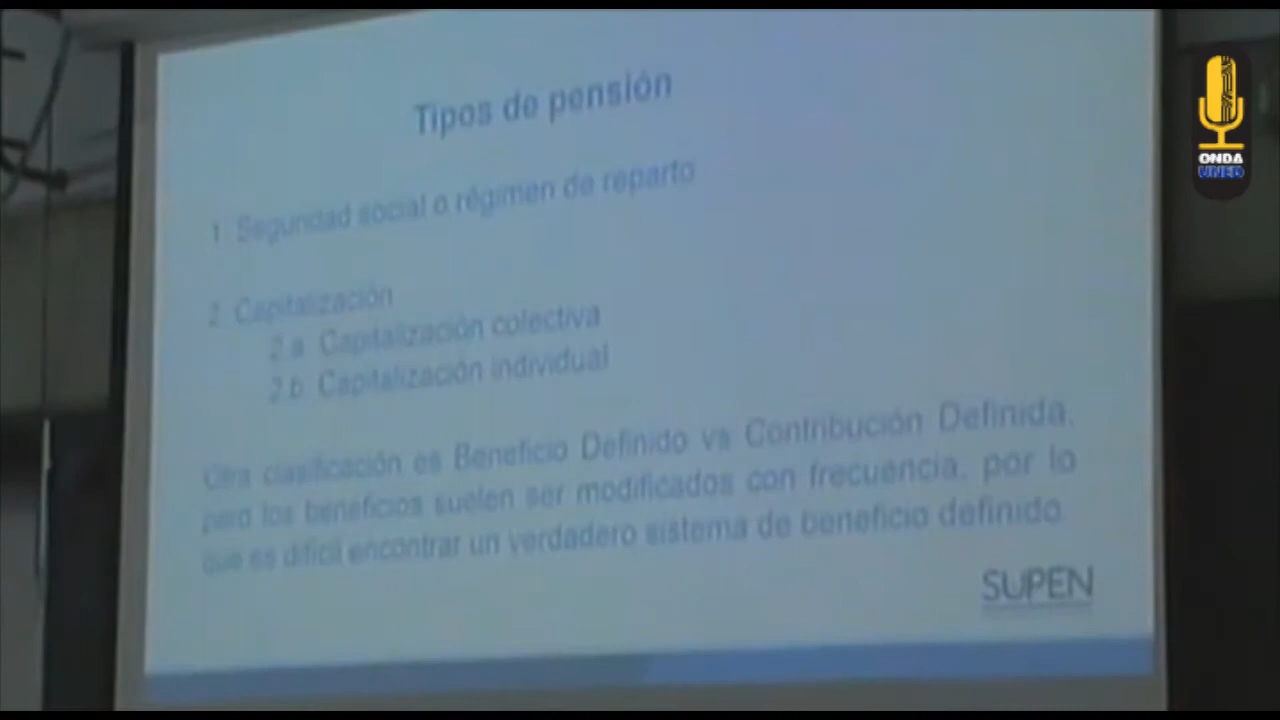 Tipos de pensión
1. Seguridad social o régimen de reparto
2. Capitalización
2.a. Capitalización colectiva
2.b. Capitalización individual
Otra clasificación es Beneficio Definido vs Contribución Definida,
pero los beneficios suelen ser modificados con frecuencia, por lo
que es difícil encontrar un verdadero sistema de beneficio definido
SUPEN
ONDA
UNED